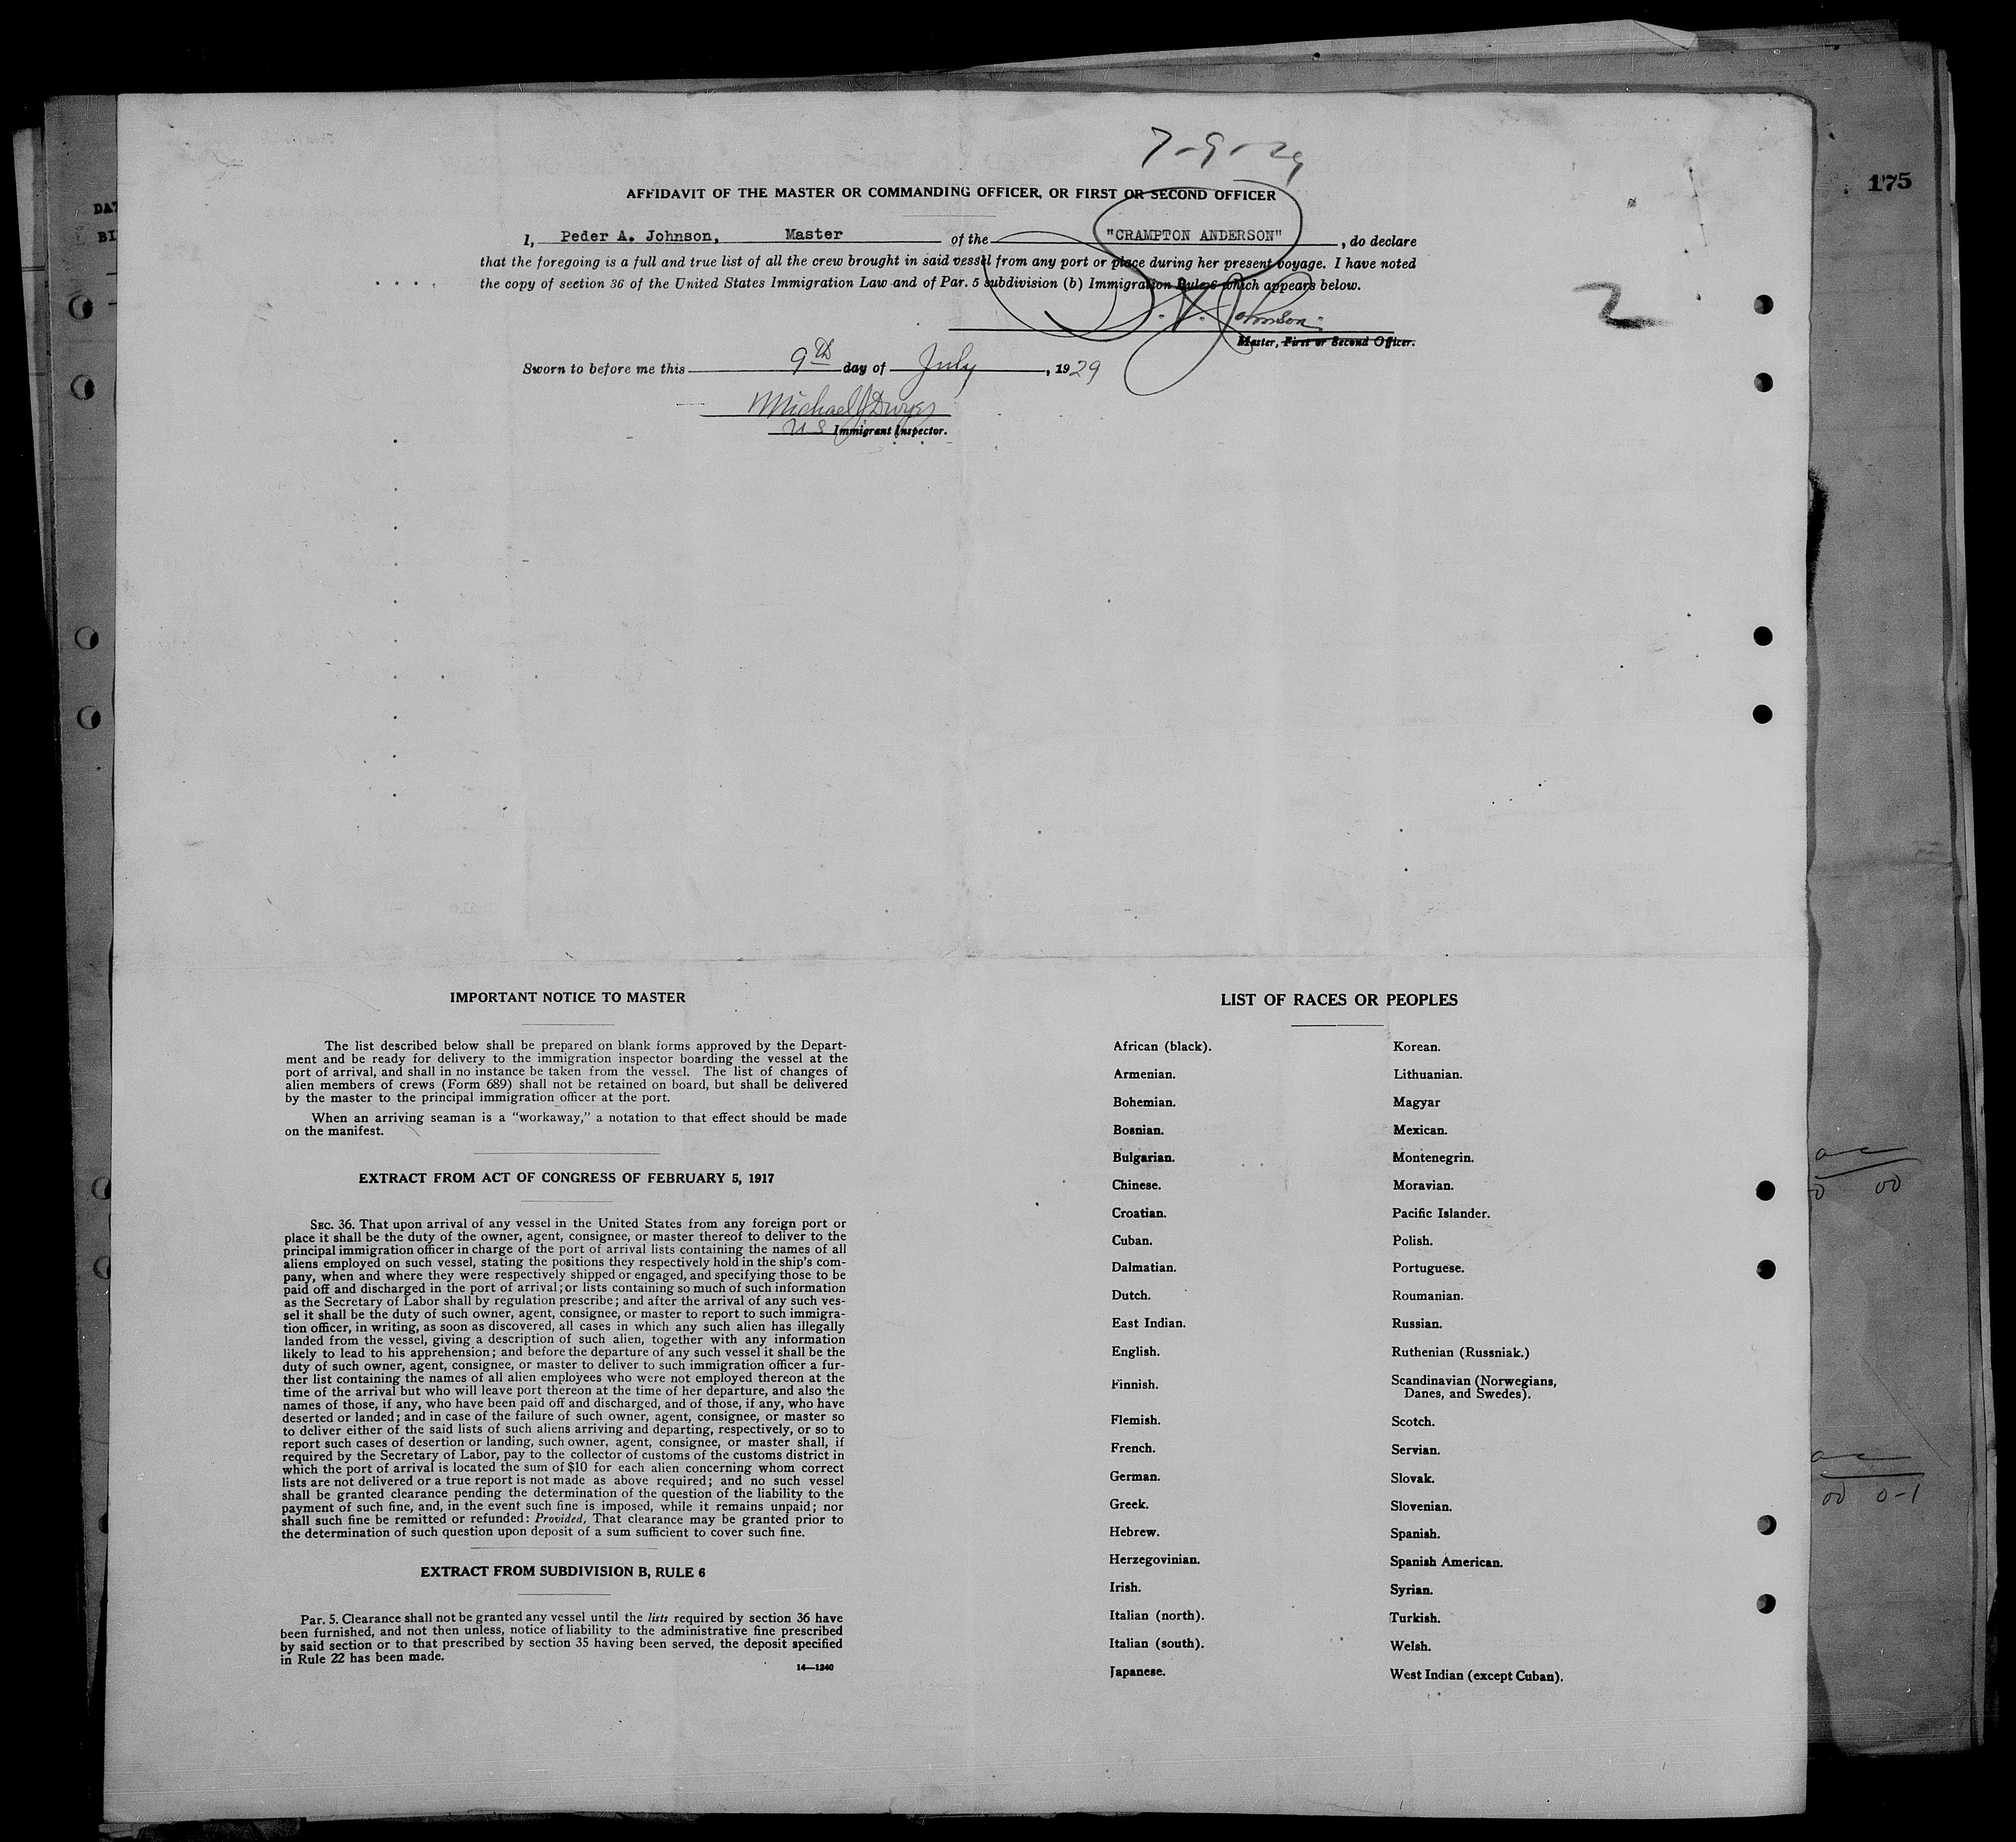 7-9-29
175
AFFIDAVIT OF THE MASTER OR COMMANDING OFFICER, OR FIRST OR SECOND OFFICER
I, Peder A. Johnson, Master of the "CRAMPTON ANDERSON", do declare
that the foregoing is a full and true list of all the crew brought in said vessel from any port or place during her present voyage. I have noted
the copy of section 36 of the United States Immigration Law and of Par. 5 subdivision (b) Immigration Rule 6 which appears below.
2
Johnson
Master, First or Second Officer.
Sworn to before me this 9th day of July, 1929
Michael J Dwyer
US Immigrant Inspector.
IMPORTANT NOTICE TO MASTER
The list described below shall be prepared on blank forms approved by the Depart-
ment and be ready for delivery to the immigration inspector boarding the vessel at the
port of arrival, and shall in no instance be taken from the vessel. The list of changes of
alien members of crews (Form 689) shall not be retained on board, but shall be delivered
by the master to the principal immigration officer at the port.
When an arriving seaman is a "workaway," a notation to that effect should be made
on the manifest.
EXTRACT FROM ACT OF CONGRESS OF FEBRUARY 5, 1917
SEC. 36. That upon arrival of any vessel in the United States from any foreign port or
place it shall be the duty of the owner, agent, consignee, or master thereof to deliver to the
principal immigration officer in charge of the port of arrival lists containing the names of all
aliens employed on such vessel, stating the positions they respectively hold in the ship's com-
pany, when and where they were respectively shipped or engaged, and specifying those to be
paid off and discharged in the port of arrival; or lists containing so much of such information
as the Secretary of Labor shall by regulation prescribe; and after the arrival of any such ves-
sel it shall be the duty of such owner, agent, consignee, or master to report to such immigra-
tion officer, in writing, as soon as discovered, all cases in which any such alien has illegally
landed from the vessel, giving a description of such alien, together with any information
likely to lead to his apprehension; and before the departure of any such vessel it shall be the
duty of such owner, agent, consignee, or master to deliver to such immigration officer a fur-
ther list containing the names of all alien employees who were not employed thereon at the
time of the arrival but who will leave port thereon at the time of her departure, and also the
names of those, if any, who have been paid off and discharged, and of those, if any, who have
deserted or landed; and in case of the failure of such owner, agent, consignee, or master so
to deliver either of the said lists of such aliens arriving and departing, respectively, or so to
report such cases of desertion or landing, such owner, agent, consignee, or master shall, if
required by the Secretary of Labor, pay to the collector of customs of the customs district in
which the port of arrival is located the sum of $10 for each alien concerning whom correct
lists are not delivered or a true report is not made as above required; and no such vessel
shall be granted clearance pending the determination of the question of the liability to the
payment of such fine, and, in the event such fine is imposed, while it remains unpaid; nor
shall such fine be remitted or refunded: Provided, That clearance may be granted prior to
the determination of such question upon deposit of a sum sufficient to cover such fine.
EXTRACT FROM SUBDIVISION B, RULE 6
Par. 5. Clearance shall not be granted any vessel until the lists required by section 36 have
been furnished, and not then unless, notice of liability to the administrative fine prescribed
by said section or to that prescribed by section 35 having been served, the deposit specified
in Rule 22 has been made.
14—1240
LIST OF RACES OR PEOPLES
African (black).
Armenian.
Bohemian.
Bosnian.
Bulgarian.
Chinese.
Croatian.
Cuban.
Dalmatian.
Dutch.
East Indian.
English.
Finnish.
Flemish.
French.
German.
Greek.
Hebrew.
Herzegovinian.
Irish.
Italian (north).
Italian (south).
Japanese.
Korean.
Lithuanian.
Magyar
Mexican.
Montenegrin.
Moravian.
Pacific Islander.
Polish.
Portuguese.
Roumanian.
Russian.
Ruthenian (Russniak.)
Scandinavian (Norwegians,
Danes, and Swedes).
Scotch.
Servian.
Slovak.
Slovenian.
Spanish.
Spanish American.
Syrian.
Turkish.
Welsh.
West Indian (except Cuban).